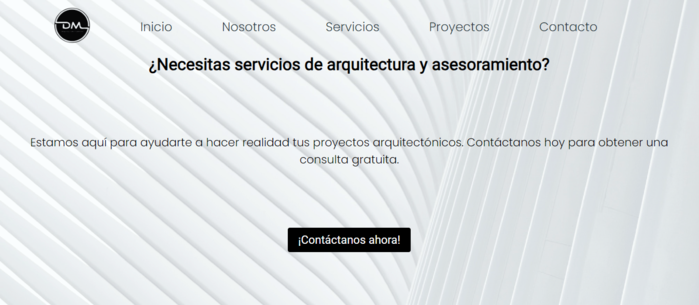 DM
Inicio Nosotros Servicios Proyectos Contacto
¿Necesitas servicios de arquitectura y asesoramiento?
Estamos aquí para ayudarte a hacer realidad tus proyectos arquitectónicos. Contáctanos hoy para obtener una
consulta gratuita.
¡Contáctanos ahora!